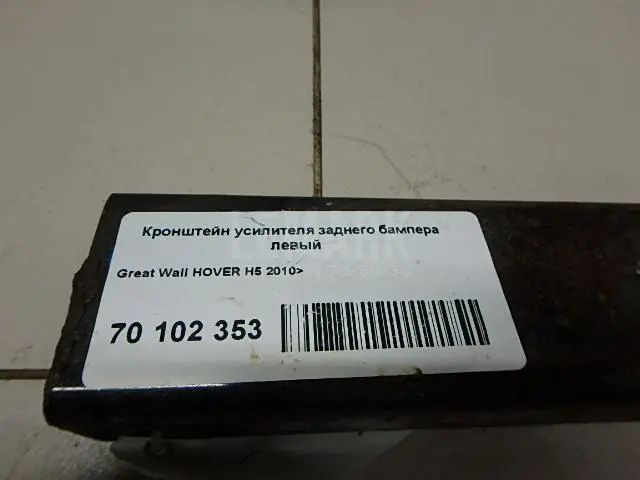 Кронштейн усилителя заднего бампера
левый
Great Wall HOVER H5 2010>
70 102 353